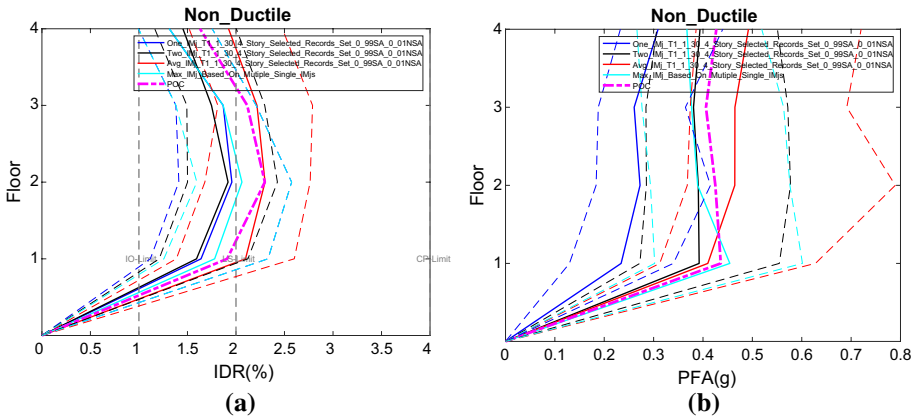 Non_Ductile
4
3
2
1
0
Floor
One_IMj_T1_1_30_4_Story_Selected_Records_Set_0_99SA_0_01NSA
Two_IMj_T1_1_30_4_Story_Selected_Records_Set_0_99SA_0_01NSA
Avg_IMj_T1_1_30_4_Story_Selected_Records_Set_0_99SA_0_01NSA
Max_IMj_Based_On_Mutiple_Single_IMjs
POC
IO-Limit
CP-Limit
0 0.5 1 1.5 2 2.5 3 3.5 4
IDR(%)
(a)
Non_Ductile
4
3
2
1
0
Floor
One_IMj_T1_1_30_4_Story_Selected_Records_Set_0_99SA_0_01NSA
Two_IMj_T1_1_30_4_Story_Selected_Records_Set_0_99SA_0_01NSA
Avg_IMj_T1_1_30_4_Story_Selected_Records_Set_0_99SA_0_01NSA
Max_IMj_Based_On_Mutiple_Single_IMjs
POC
0 0.1 0.2 0.3 0.4 0.5 0.6 0.7 0.8
PFA(g)
(b)